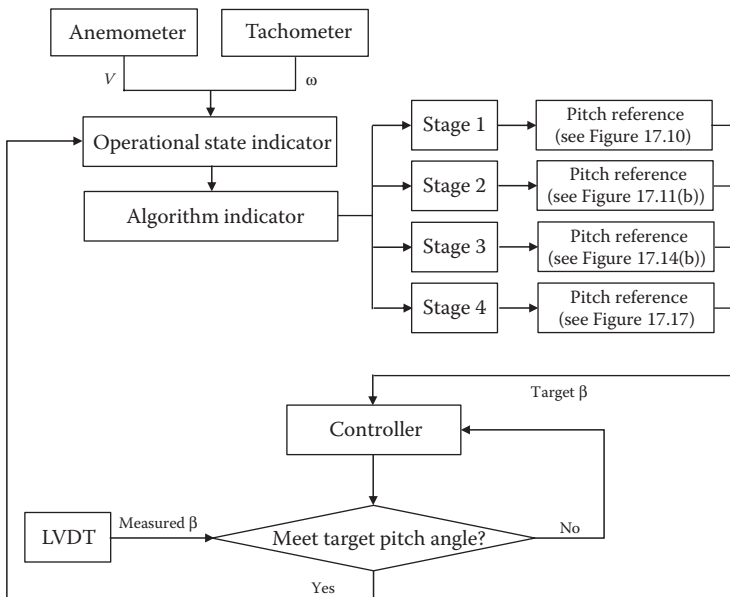 Anemometer
Tachometer
V
ω
Operational state indicator
Algorithm indicator
Stage 1
Pitch reference
(see Figure 17.10)
Stage 2
Pitch reference
(see Figure 17.11(b))
Stage 3
Pitch reference
(see Figure 17.14(b))
Stage 4
Pitch reference
(see Figure 17.17)
Target β
Controller
LVDT
Measured β
Meet target pitch angle?
No
Yes